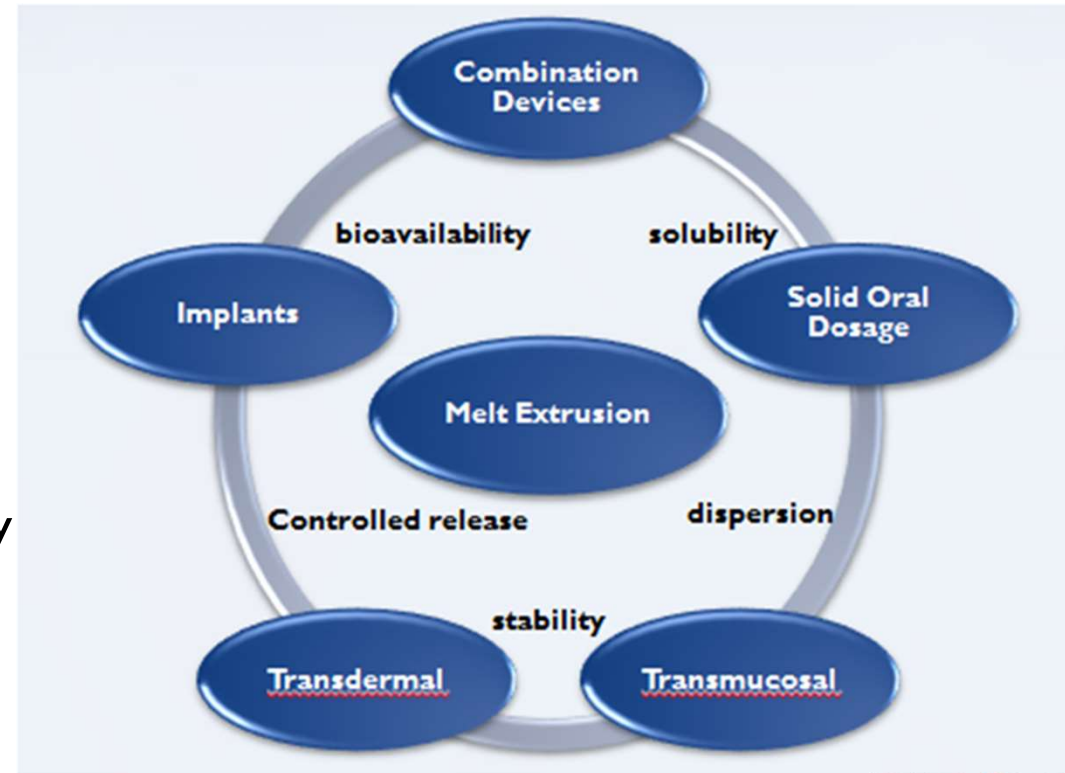 Combination
Devices
bioavailability
solubility
Implants
Solid Oral
Dosage
Melt Extrusion
Controlled release
dispersion
stability
Transdermal
Transmucosal